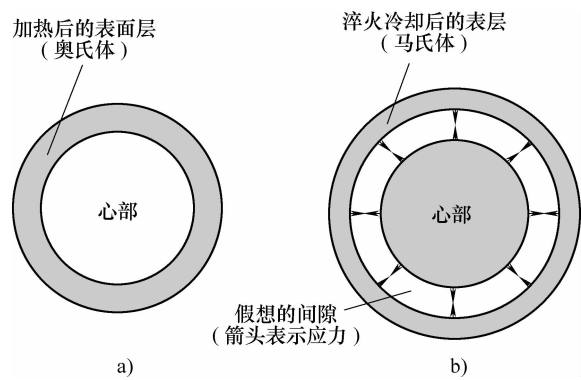 加热后的表面层
（奥氏体）
心部
a)
淬火冷却后的表层
（马氏体）
心部
假想的间隙
（箭头表示应力）
b)